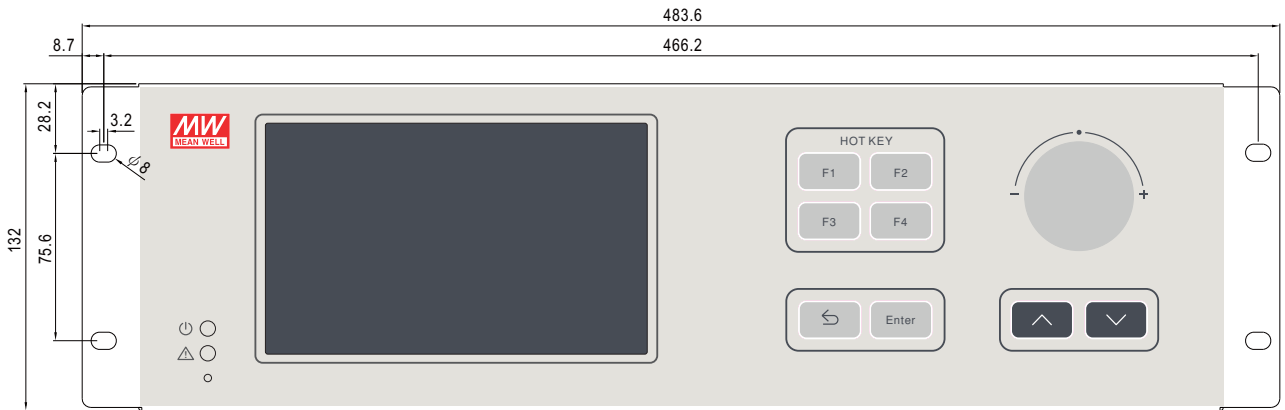 483.6
8.7
466.2
28.2
3.2
⌀8
75.6
132
MW
MEAN WELL
HOT KEY
F1 F2
F3 F4
− +
Enter